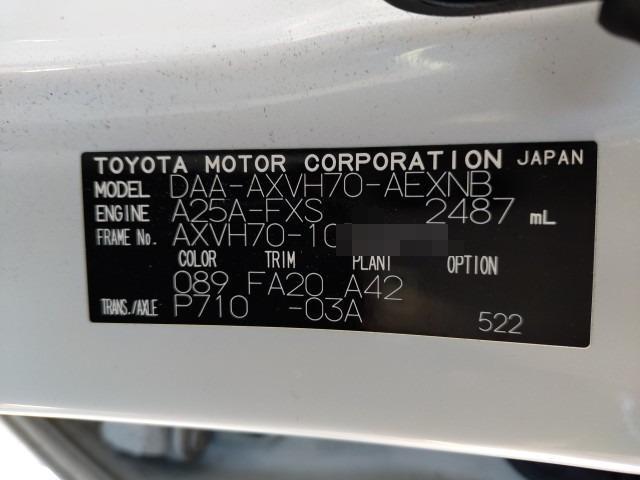 TOYOTA MOTOR CORPORATION JAPAN
MODEL DAA-AXVH70-AEXNB
ENGINE A25A-FXS 2487 mL
FRAME No. AXVH70-10
COLOR TRIM PLANT OPTION
089 FA20 A42
TRANS./AXLE P710 -03A
522